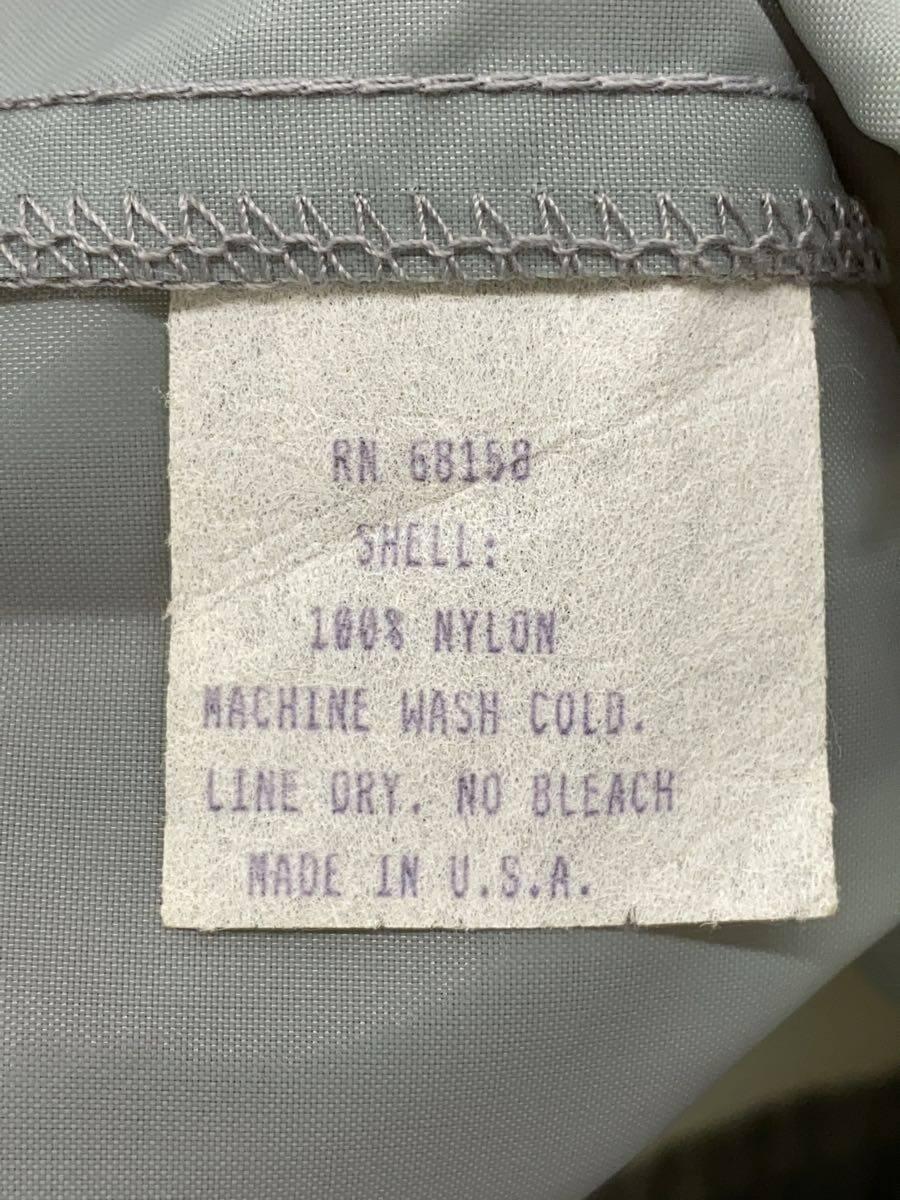 RN 68158
SHELL:
100% NYLON
MACHINE WASH COLD.
LINE DRY. NO BLEACH
MADE IN U.S.A.